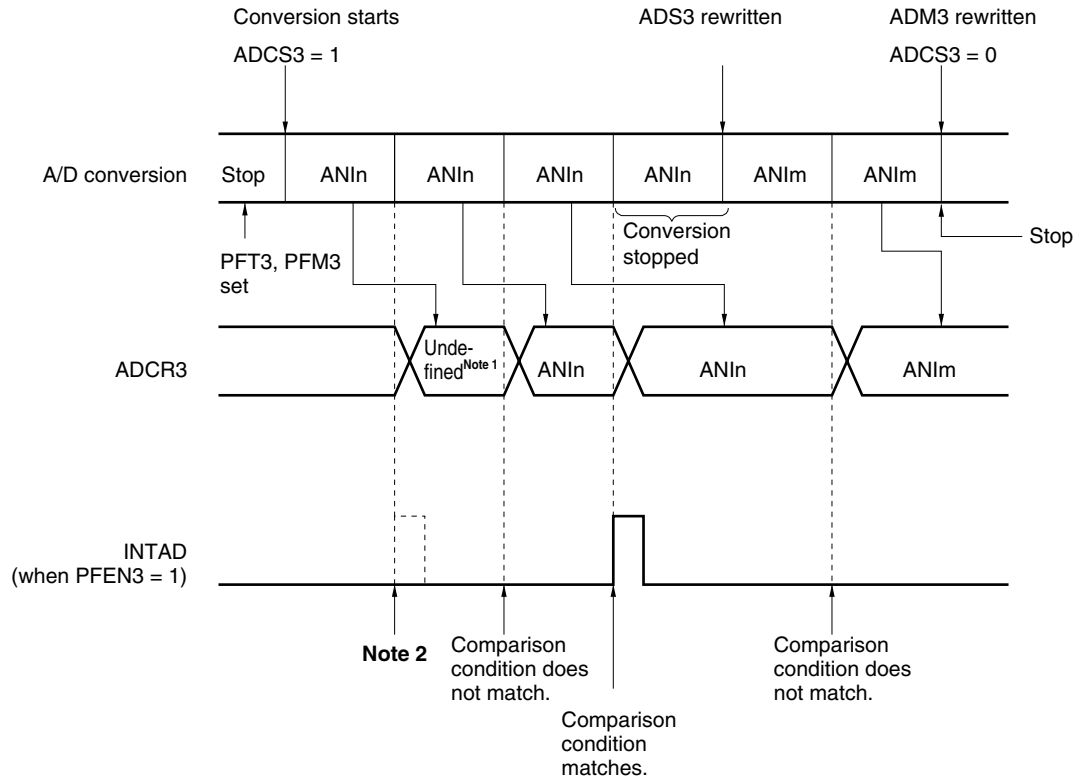 Conversion starts
ADCS3 = 1
ADS3 rewritten
ADM3 rewritten
ADCS3 = 0
A/D conversion
Stop
ANIn
ANIn
ANIn
ANIn
ANIm
ANIm
PFT3, PFM3
set
Conversion
stopped
Stop
ADCR3
Unde-
fined Note 1
ANIn
ANIn
ANIm
INTAD
(when PFEN3 = 1)
Note 2
Comparison
condition does
not match.
Comparison
condition
matches.
Comparison
condition does
not match.